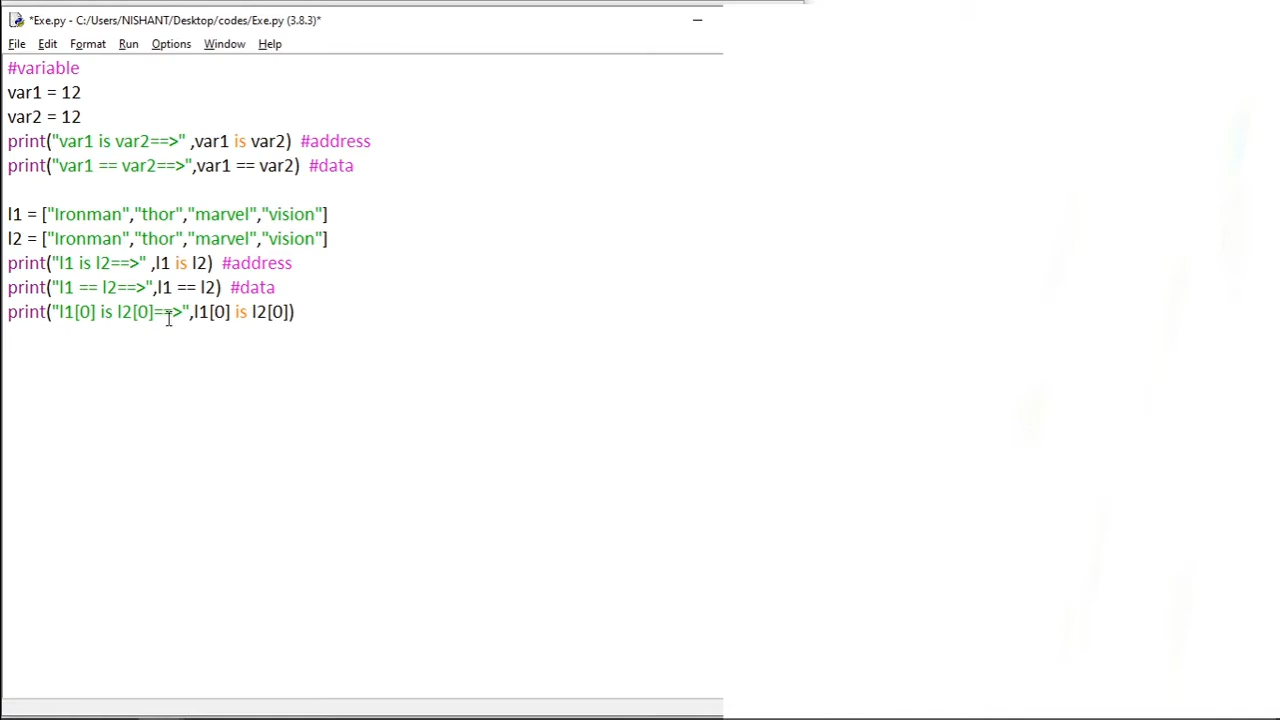 *Exe.py - C:/Users/NISHANT/Desktop/codes/Exe.py (3.8.3)*
File Edit Format Run Options Window Help
#variable
var1 = 12
var2 = 12
print("var1 is var2==>" ,var1 is var2)  #address
print("var1 == var2==>",var1 == var2)  #data
l1 = ["Ironman","thor","marvel","vision"]
l2 = ["Ironman","thor","marvel","vision"]
print("l1 is l2==>" ,l1 is l2)  #address
print("l1 == l2==>",l1 == l2)  #data
print("l1[0] is l2[0]==>",l1[0] is l2[0])